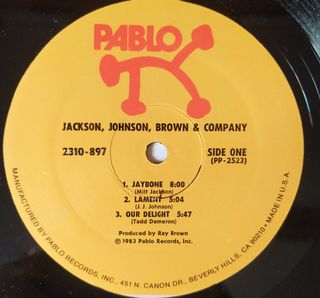 PABLO
JACKSON, JOHNSON, BROWN & COMPANY
2310-897
SIDE ONE
(PP-2523)
1. JAYBONE 8:00
(Milt Jackson)
2. LAMENT 5:04
(J. J. Johnson)
3. OUR DELIGHT 5:47
(Tadd Dameron)
Produced by Ray Brown
© 1983 Pablo Records, Inc.
MANUFACTURED BY PABLO RECORDS, INC., 451 N. CANON DR., BEVERLY HILLS, CA 90210 • MADE IN U.S.A.